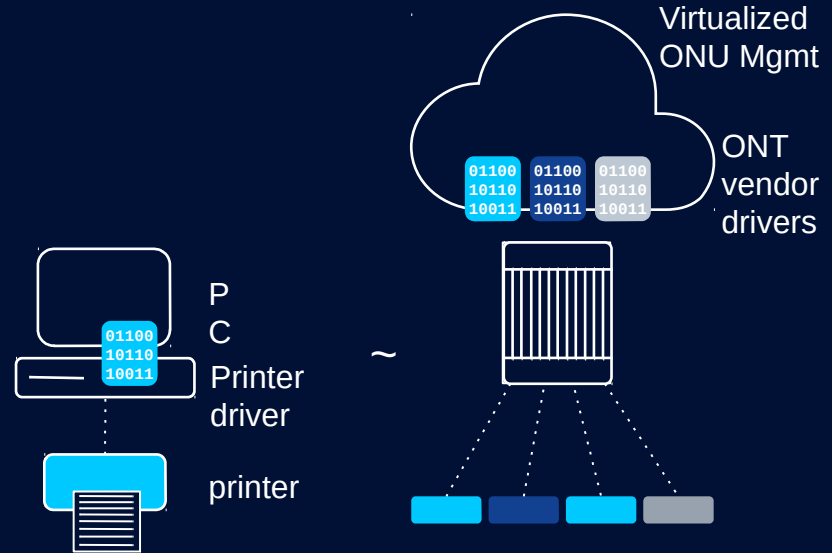 Virtualized
ONU Mgmt
ONT
vendor
drivers
01100 01100 01100
10110 10110 10110
10011 10011 10011
P
C
01100
10110
10011
Printer
driver
~
printer